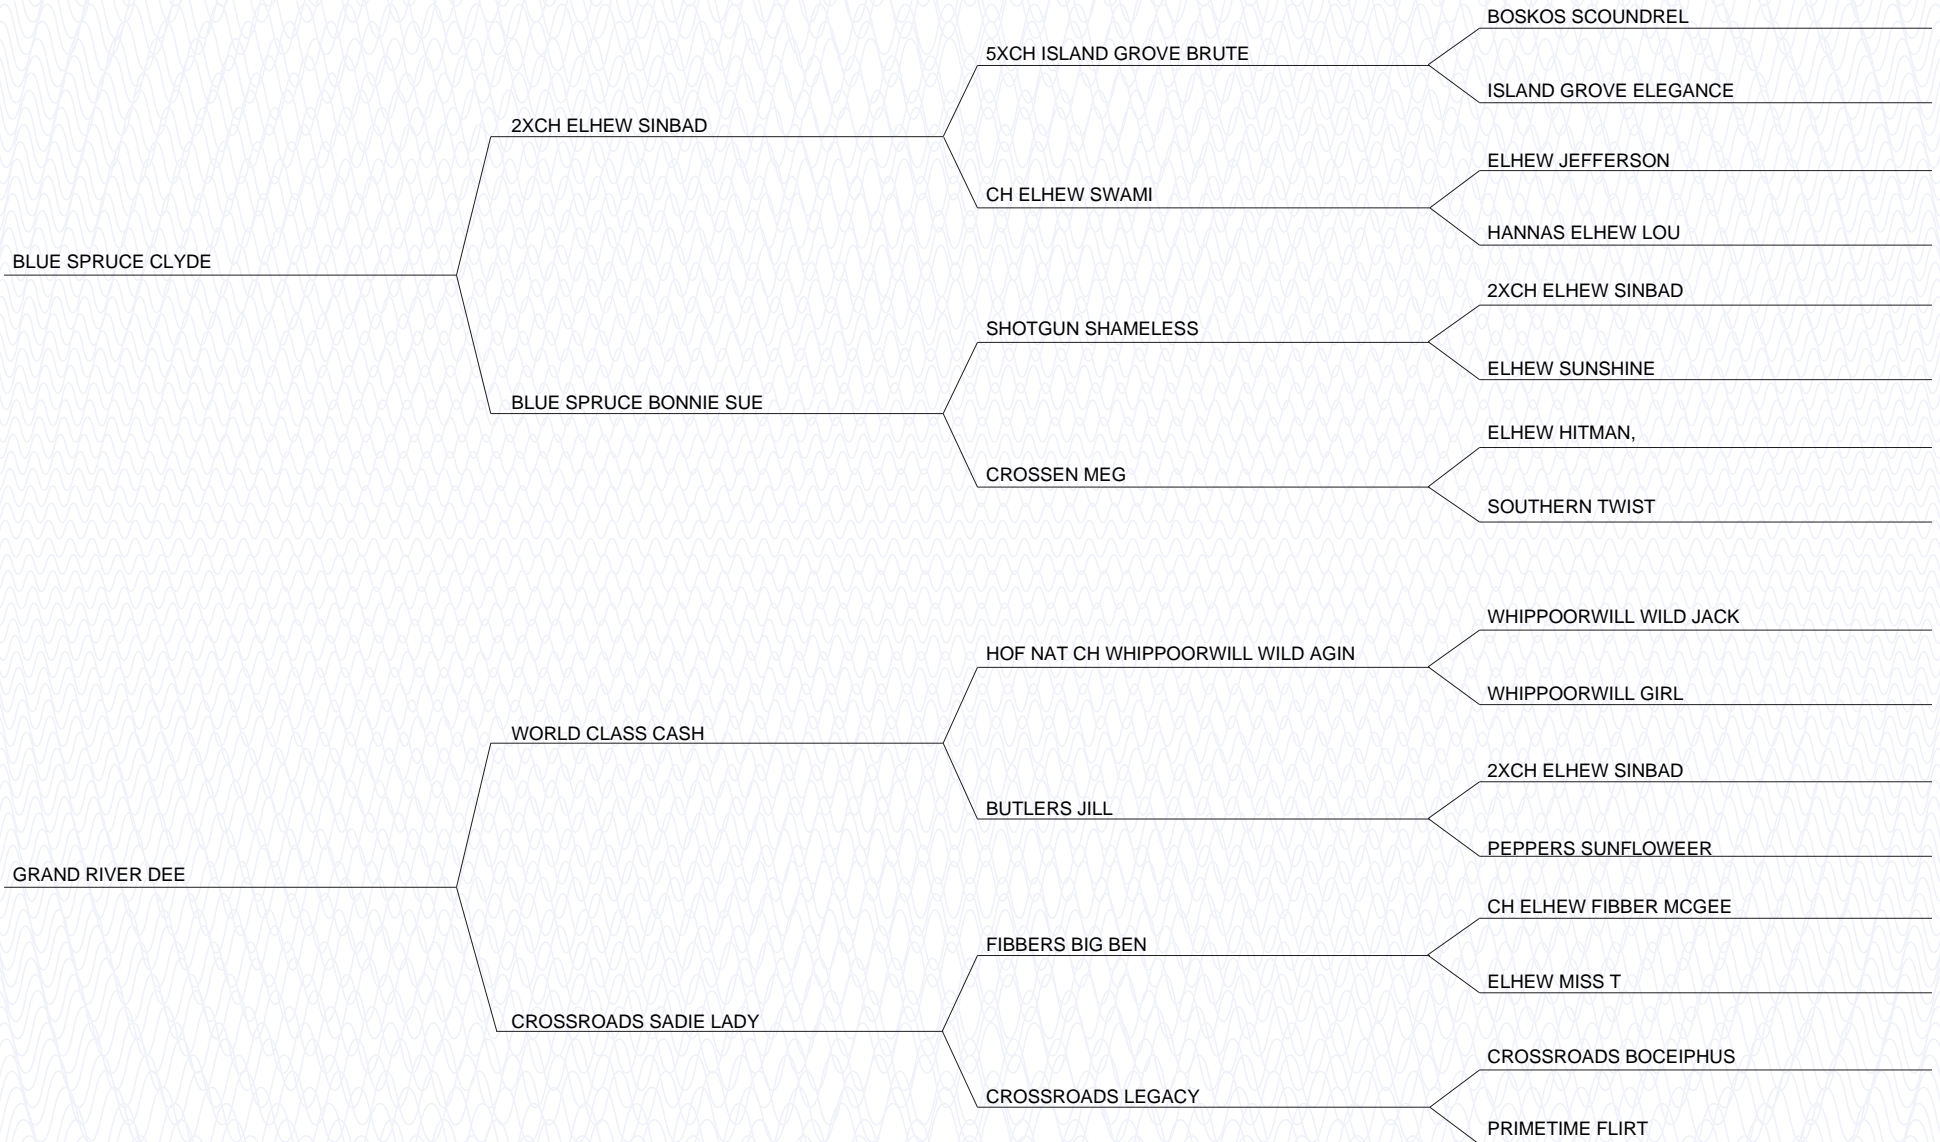 BOSKOS SCOUNDREL
5XCH ISLAND GROVE BRUTE
ISLAND GROVE ELEGANCE
2XCH ELHEW SINBAD
ELHEW JEFFERSON
CH ELHEW SWAMI
HANNAS ELHEW LOU
BLUE SPRUCE CLYDE
2XCH ELHEW SINBAD
SHOTGUN SHAMELESS
ELHEW SUNSHINE
BLUE SPRUCE BONNIE SUE
ELHEW HITMAN,
CROSSEN MEG
SOUTHERN TWIST
WHIPPOORWILL WILD JACK
HOF NAT CH WHIPPOORWILL WILD AGIN
WHIPPOORWILL GIRL
WORLD CLASS CASH
2XCH ELHEW SINBAD
BUTLERS JILL
PEPPERS SUNFLOWEER
GRAND RIVER DEE
CH ELHEW FIBBER MCGEE
FIBBERS BIG BEN
ELHEW MISS T
CROSSROADS SADIE LADY
CROSSROADS BOCEIPHUS
CROSSROADS LEGACY
PRIMETIME FLIRT